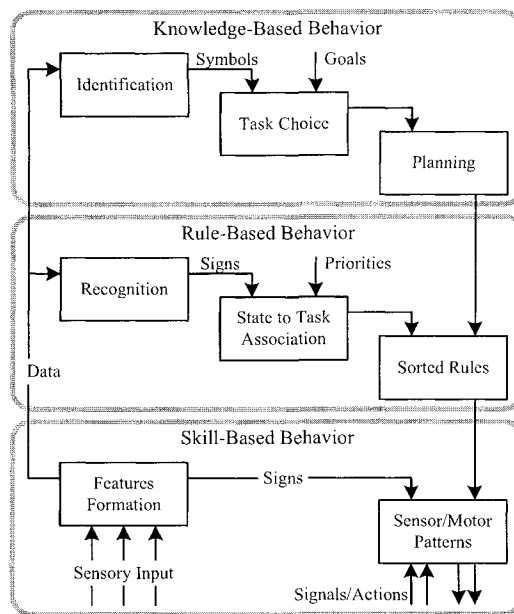 Knowledge-Based Behavior
Symbols
Goals
Identification
Task Choice
Planning
Rule-Based Behavior
Signs
Priorities
Recognition
State to Task
Association
Sorted Rules
Data
Skill-Based Behavior
Features
Formation
Signs
Sensor/Motor
Patterns
Sensory Input
Signals/Actions